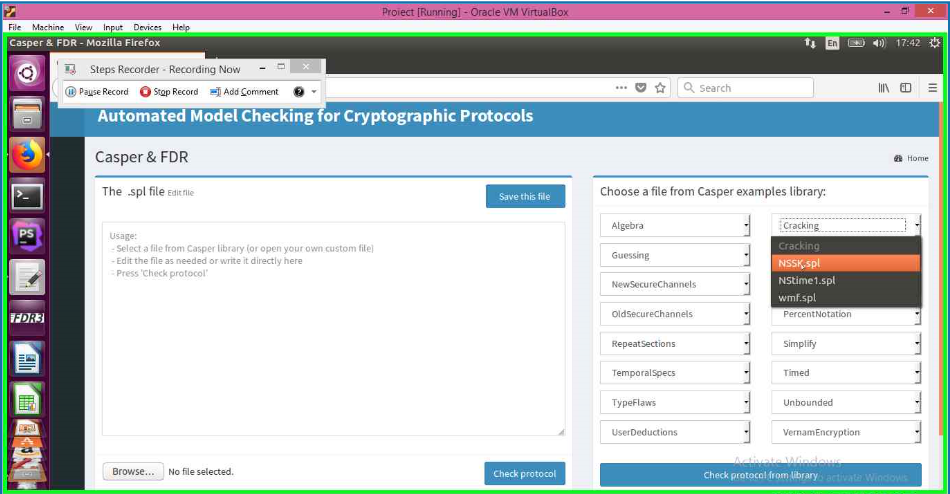 Project [Running] - Oracle VM VirtualBox
File Machine View Input Devices Help
Casper & FDR - Mozilla Firefox
En
17:42
Steps Recorder - Recording Now
Pause Record
Stop Record
Add Comment
Search
Automated Model Checking for Cryptographic Protocols
Casper & FDR
Home
The .spl file Edit file
Save this file
Usage:
- Select a file from Casper library (or open your own custom file)
- Edit the file as needed or write it directly here
- Press 'Check protocol'
Browse...
No file selected.
Check protocol
Choose a file from Casper examples library:
Algebra
Cracking
Cracking
NSSK.spl
NStime1.spl
wmf.spl
Guessing
NewSecureChannels
OldSecureChannels
PercentNotation
RepeatSections
Simplify
TemporalSpecs
Timed
TypeFlaws
Unbounded
UserDeductions
VernamEncryption
Check protocol from library
Activate Windows
to activate Windows.
>_
PS
FDR3